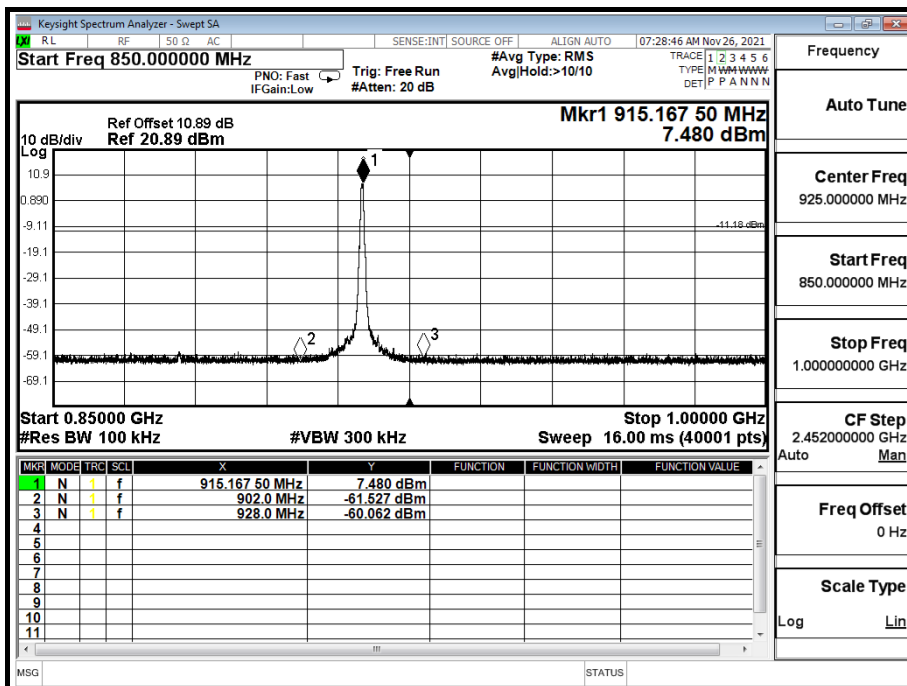 Keysight Spectrum Analyzer - Swept SA
LXI RL RF 50 Ω AC SENSE:INT SOURCE OFF ALIGN AUTO 07:28:46 AM Nov 26, 2021
Start Freq 850.000000 MHz
PNO: Fast
IFGain:Low
Trig: Free Run
#Atten: 20 dB
#Avg Type: RMS
Avg|Hold:>10/10
TRACE 1 2 3 4 5 6
TYPE M WM WWWW
DET P P A N N N
Mkr1 915.167 50 MHz
7.480 dBm
Ref Offset 10.89 dB
10 dB/div Ref 20.89 dBm
Log
10.9
0.890
-9.11
-19.1
-29.1
-39.1
-49.1
-59.1
-69.1
1
-11.18 dBm
2
3
Start 0.85000 GHz Stop 1.00000 GHz
#Res BW 100 kHz #VBW 300 kHz Sweep 16.00 ms (40001 pts)
MKR MODE TRC SCL X Y FUNCTION FUNCTION WIDTH FUNCTION VALUE
1 N 1 f 915.167 50 MHz 7.480 dBm
2 N 1 f 902.0 MHz -61.527 dBm
3 N 1 f 928.0 MHz -60.062 dBm
4
5
6
7
8
9
10
11
MSG STATUS
Frequency
Auto Tune
Center Freq
925.000000 MHz
Start Freq
850.000000 MHz
Stop Freq
1.000000000 GHz
CF Step
2.452000000 GHz
Auto Man
Freq Offset
0 Hz
Scale Type
Log Lin